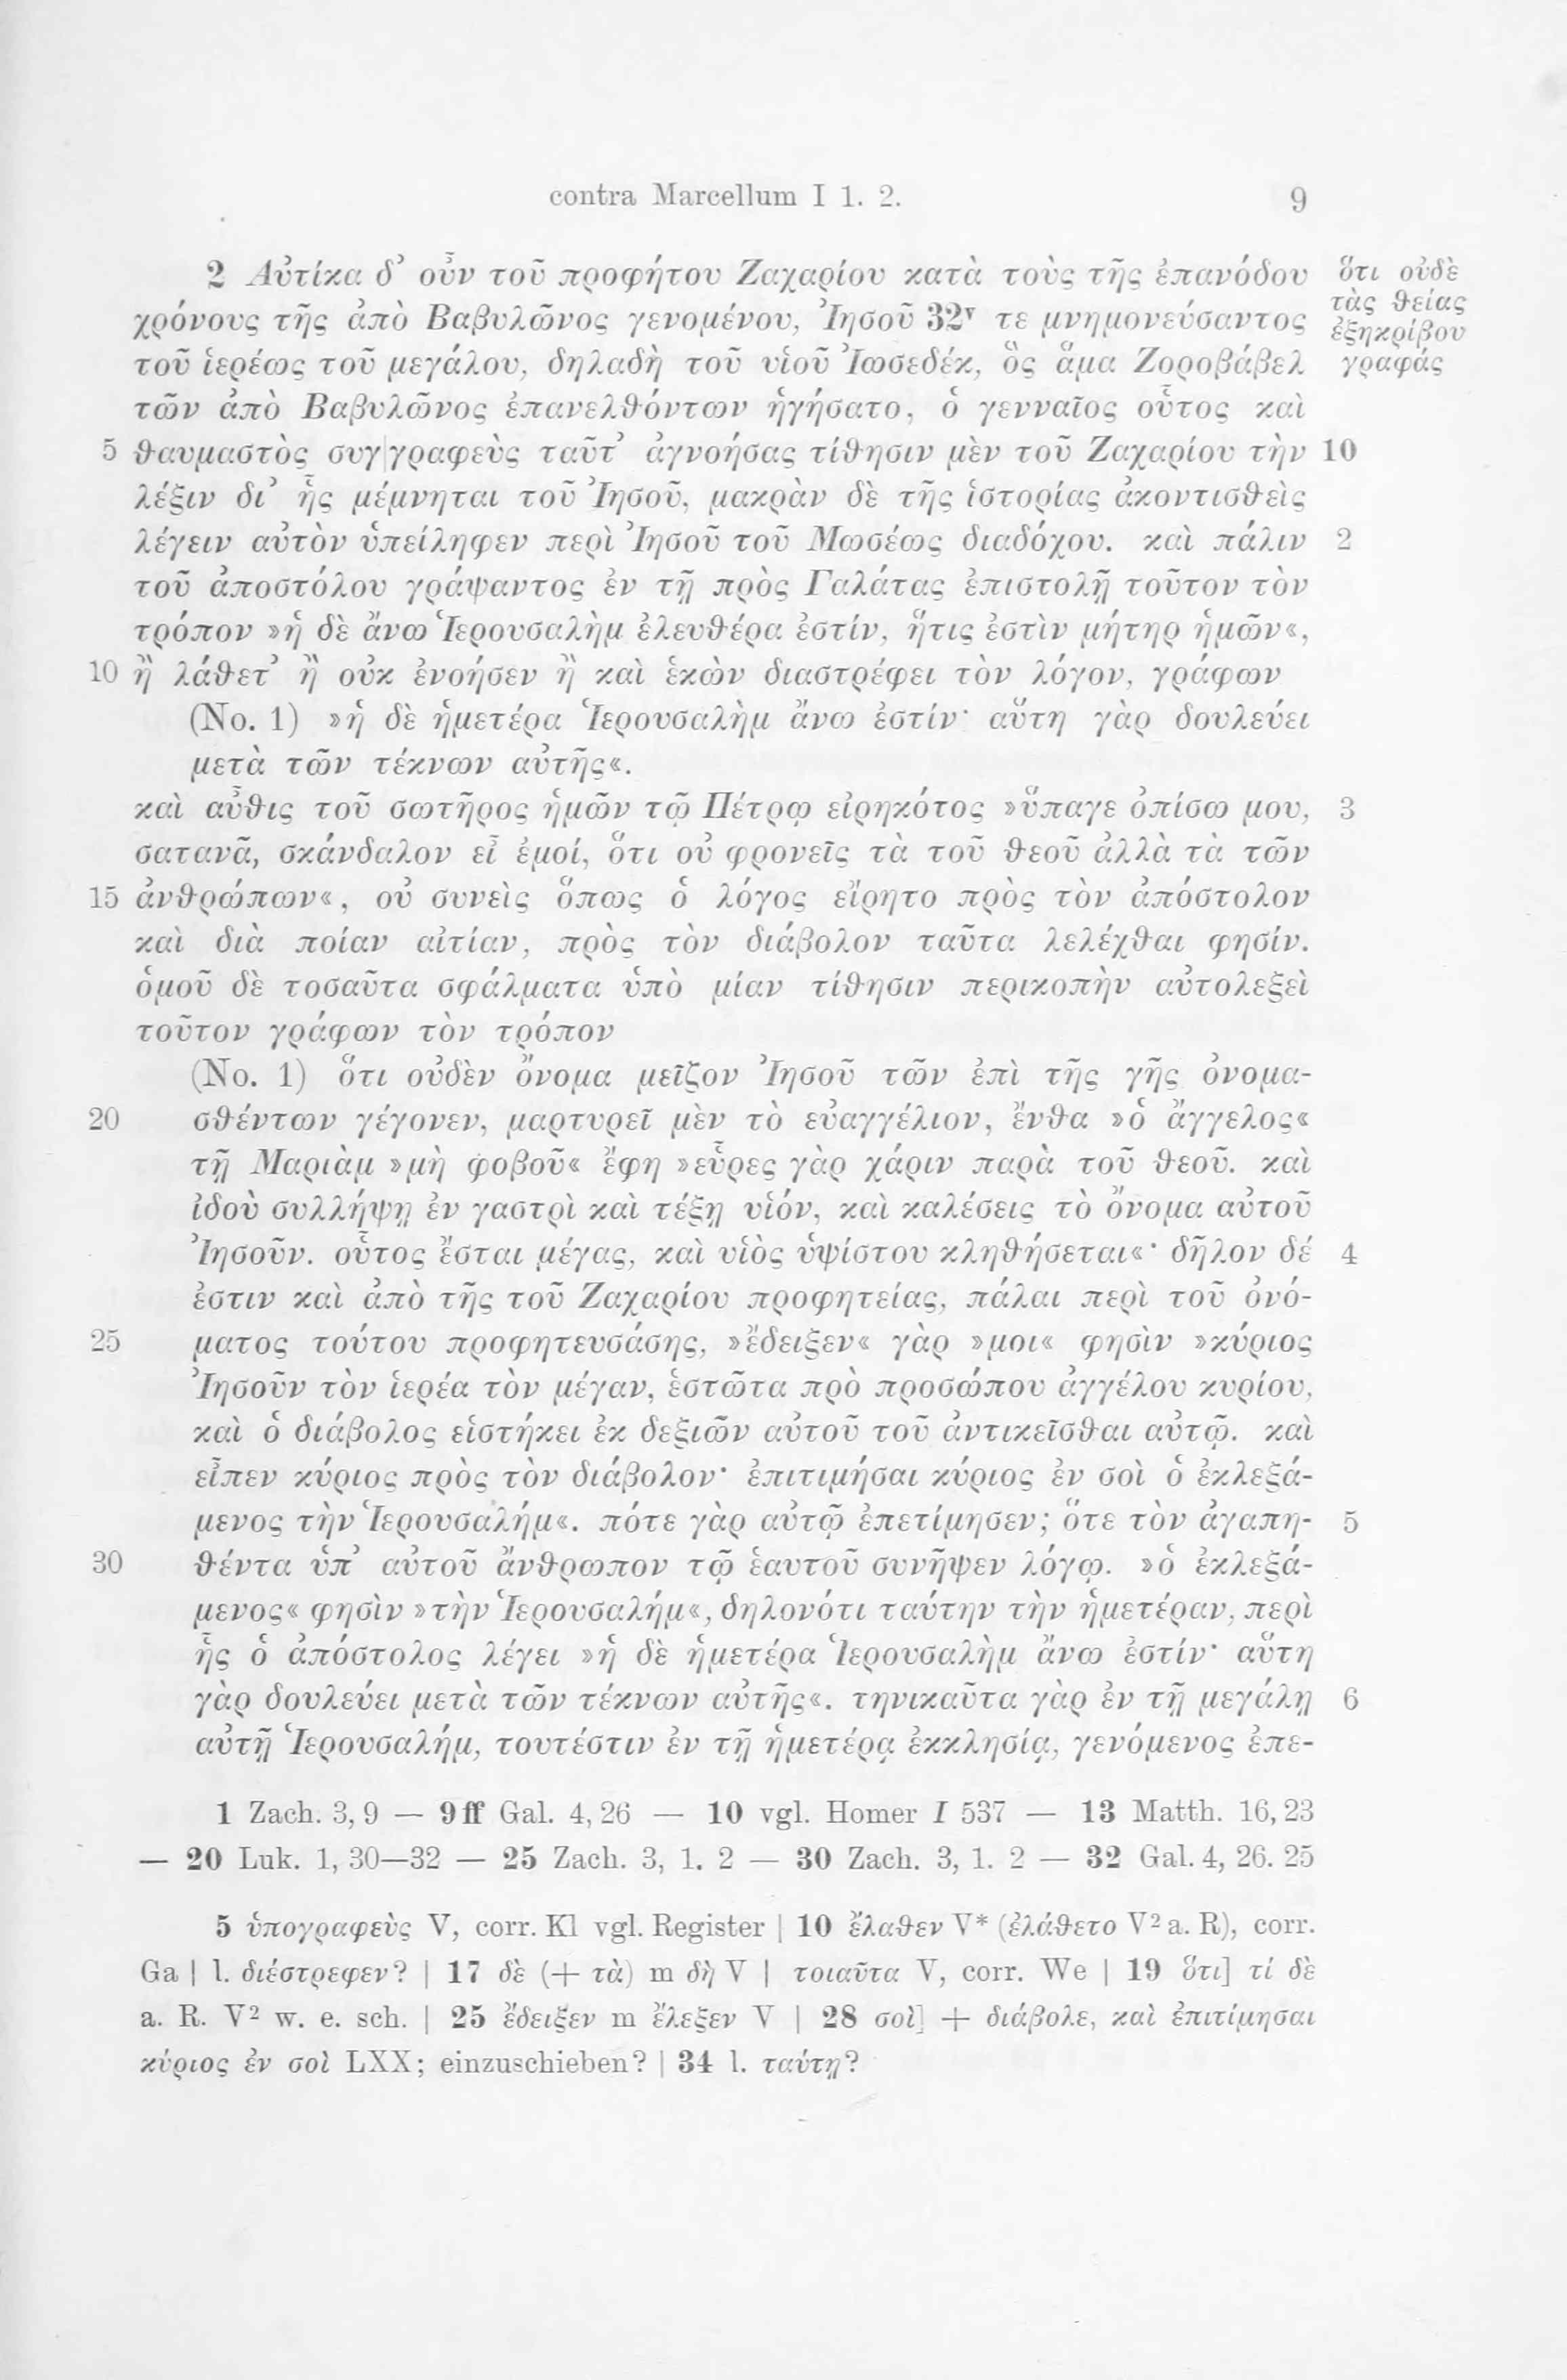 contra Marcellum I 1. 2. 9
2 Αὐτίκα δ’ οὖν τοῦ προφήτου Ζαχαρίου κατὰ τοὺς τῆς ἐπανόδου ὅτι οὐδὲ
χρόνους τῆς ἀπὸ Βαβυλῶνος γενομένου, Ἰησοῦ 32ʳ τε μνημονεύσαντος τὰς θείας ἐξηκρίβου
τοῦ ἱερέως τοῦ μεγάλου, δηλαδὴ τοῦ υἱοῦ Ἰωσεδέκ, ὃς ἅμα Ζοροβάβελ γραφάς
τῶν ἀπὸ Βαβυλῶνος ἐπανελθόντων ἡγήσατο, ὁ γενναῖος οὗτος καὶ
5 θαυμαστὸς συγ|γραφεὺς ταῦτ’ ἀγνοήσας τίθησιν μὲν τοῦ Ζαχαρίου τὴν 10
λέξιν δι’ ἧς μέμνηται τοῦ Ἰησοῦ, μακρὰν δὲ τῆς ἱστορίας ἀκοντισθεὶς
λέγειν αὐτὸν ὑπείληφεν περὶ Ἰησοῦ τοῦ Μωσέως διαδόχου. καὶ πάλιν 2
τοῦ ἀποστόλου γράψαντος ἐν τῇ πρὸς Γαλάτας ἐπιστολῇ τοῦτον τὸν
τρόπον »ἡ δὲ ἄνω Ἱερουσαλὴμ ἐλευθέρα ἐστίν, ἥτις ἐστὶν μήτηρ ἡμῶν«,
10 ἢ λάθετ’ ἢ οὐκ ἐνοήσεν ἢ καὶ ἑκὼν διαστρέφει τὸν λόγον, γράφων
(No. 1) »ἡ δὲ ἡμετέρα Ἱερουσαλὴμ ἄνω ἐστίν· αὕτη γὰρ δουλεύει
μετὰ τῶν τέκνων αὐτῆς«.
καὶ αὖθις τοῦ σωτῆρος ἡμῶν τῷ Πέτρῳ εἰρηκότος »ὕπαγε ὀπίσω μου, 3
σατανᾶ, σκάνδαλον εἶ ἐμοί, ὅτι οὐ φρονεῖς τὰ τοῦ θεοῦ ἀλλὰ τὰ τῶν
15 ἀνθρώπων«, οὐ συνεὶς ὅπως ὁ λόγος εἴρητο πρὸς τὸν ἀπόστολον
καὶ διὰ ποίαν αἰτίαν, πρὸς τὸν διάβολον ταῦτα λελέχθαι φησίν.
ὁμοῦ δὲ τοσαῦτα σφάλματα ὑπὸ μίαν τίθησιν περικοπὴν αὐτολεξεὶ
τοῦτον γράφων τὸν τρόπον
(No. 1) ὅτι οὐδὲν ὄνομα μεῖζον Ἰησοῦ τῶν ἐπὶ τῆς γῆς ὀνομα-
20 σθέντων γέγονεν, μαρτυρεῖ μὲν τὸ εὐαγγέλιον, ἔνθα »ὁ ἄγγελος«
τῇ Μαριὰμ »μὴ φοβοῦ« ἔφη »εὗρες γὰρ χάριν παρὰ τοῦ θεοῦ. καὶ
ἰδοὺ συλλήψῃ ἐν γαστρὶ καὶ τέξῃ υἱόν, καὶ καλέσεις τὸ ὄνομα αὐτοῦ
Ἰησοῦν. οὗτος ἔσται μέγας, καὶ υἱὸς ὑψίστου κληθήσεται«· δῆλον δέ 4
ἐστιν καὶ ἀπὸ τῆς τοῦ Ζαχαρίου προφητείας, πάλαι περὶ τοῦ ὀνό-
25 ματος τούτου προφητευσάσης, »ἔδειξεν« γὰρ »μοι« φησὶν »κύριος
Ἰησοῦν τὸν ἱερέα τὸν μέγαν, ἑστῶτα πρὸ προσώπου ἀγγέλου κυρίου,
καὶ ὁ διάβολος εἱστήκει ἐκ δεξιῶν αὐτοῦ τοῦ ἀντικεῖσθαι αὐτῷ. καὶ
εἶπεν κύριος πρὸς τὸν διάβολον· ἐπιτιμήσαι κύριος ἐν σοὶ ὁ ἐκλεξά-
μενος τὴν Ἱερουσαλήμ«. πότε γὰρ αὐτῷ ἐπετίμησεν; ὅτε τὸν ἀγαπη- 5
30 θέντα ὑπ’ αὐτοῦ ἄνθρωπον τῷ ἑαυτοῦ συνῆψεν λόγῳ. »ὁ ἐκλεξά-
μενος« φησὶν »τὴν Ἱερουσαλήμ«, δηλονότι ταύτην τὴν ἡμετέραν, περὶ
ἧς ὁ ἀπόστολος λέγει »ἡ δὲ ἡμετέρα Ἱερουσαλὴμ ἄνω ἐστίν· αὕτη
γὰρ δουλεύει μετὰ τῶν τέκνων αὐτῆς«. τηνικαῦτα γὰρ ἐν τῇ μεγάλῃ 6
αὐτῇ Ἱερουσαλήμ, τουτέστιν ἐν τῇ ἡμετέρᾳ ἐκκλησίᾳ, γενόμενος ἐπε-
1 Zach. 3, 9 — 9 ff Gal. 4, 26 — 10 vgl. Homer I 537 — 13 Matth. 16, 23
— 20 Luk. 1, 30—32 — 25 Zach. 3, 1. 2 — 30 Zach. 3, 1. 2 — 32 Gal. 4, 26. 25
5 ὑπογραφεὺς V, corr. Kl vgl. Register | 10 ἔλαθεν V* (ἐλάθετο V² a. R), corr.
Ga | l. διέστρεφεν? | 17 δὲ (+ τὰ) m δὴ V | τοιαῦτα V, corr. We | 19 ὅτι] τί δὲ
a. R. V² w. e. sch. | 25 ἔδειξεν m ἔλεξεν V | 28 σοὶ] + διάβολε, καὶ ἐπιτίμησαι
κύριος ἐν σοὶ LXX; einzuschieben? | 34 l. ταύτῃ?